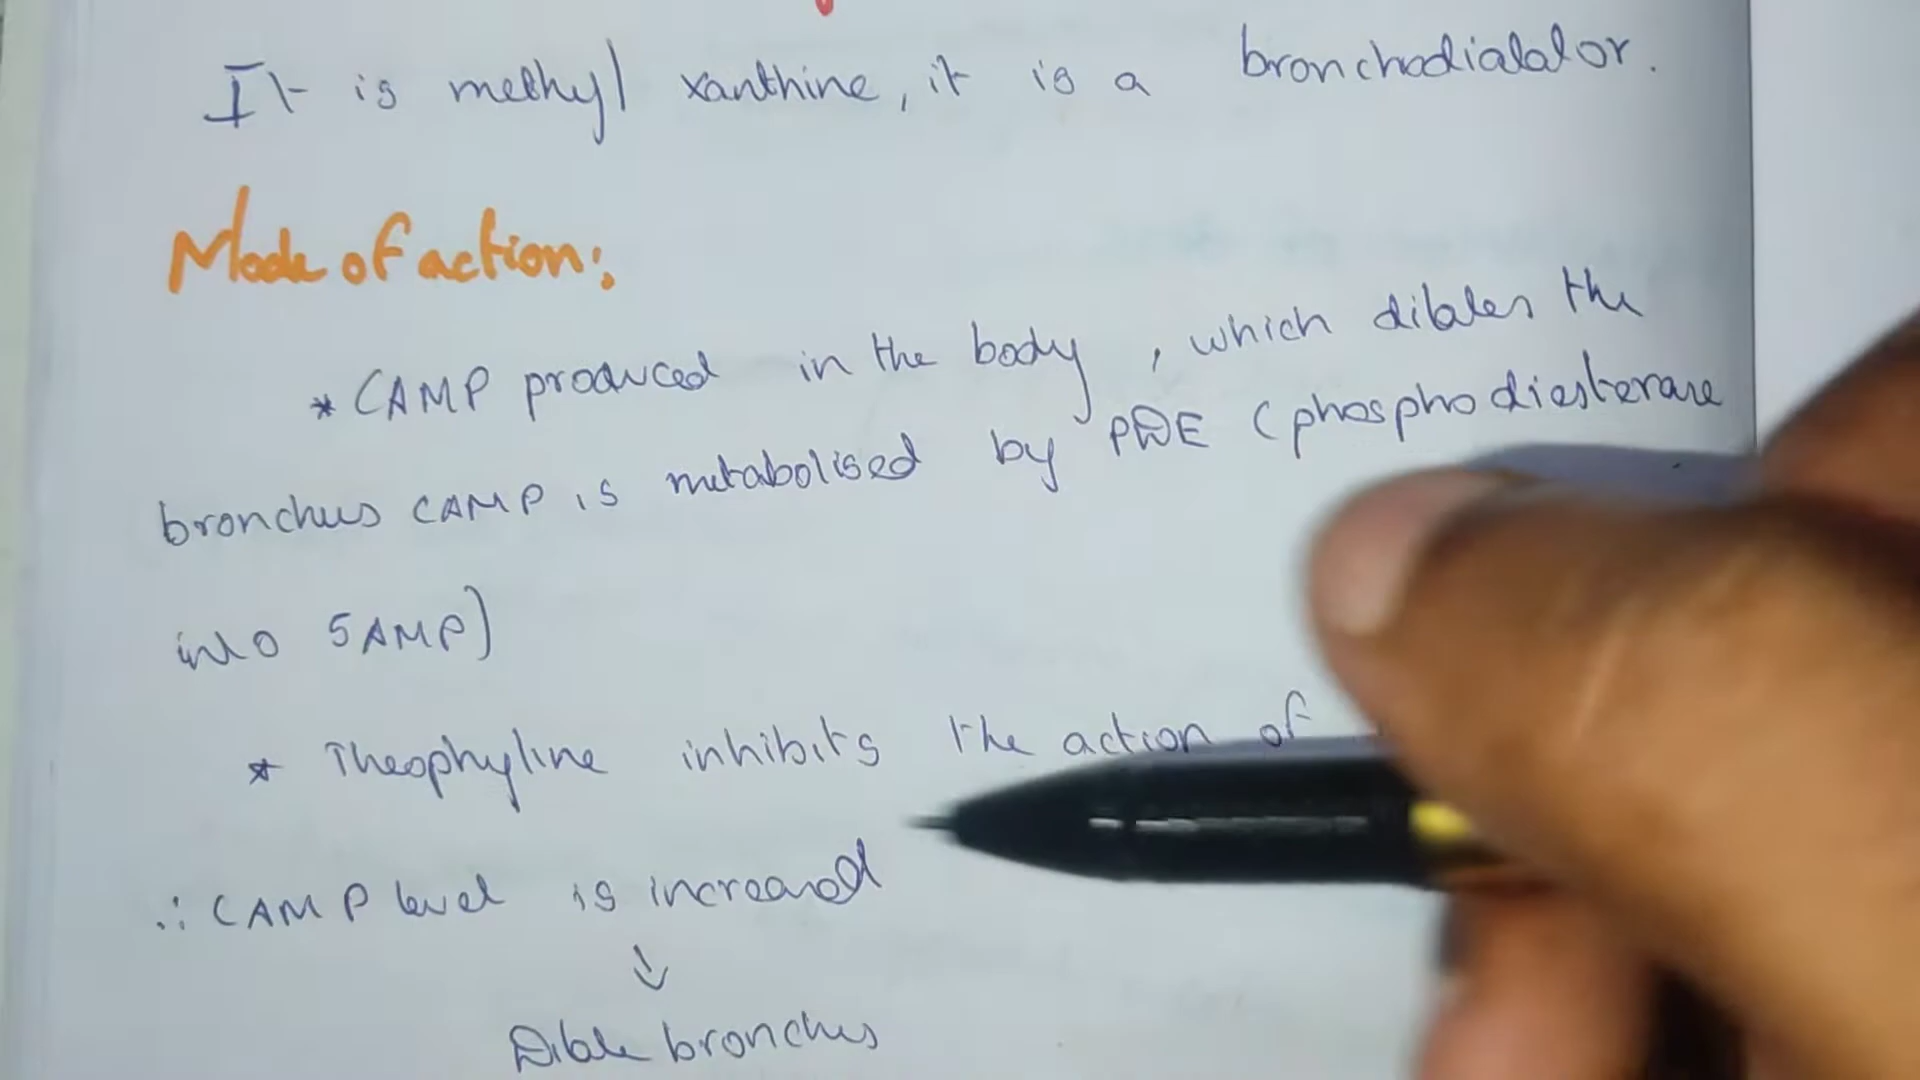 It is methyl xanthine, it is a bronchodialator.
Mode of action:
* CAMP produced in the body, which dilates the
bronchus CAMP is metabolised by PDE (phosphodiesterase
into 5AMP)
* Theophyline inhibits the action of
∴ CAMP level is increased
↓
Dilate bronchus